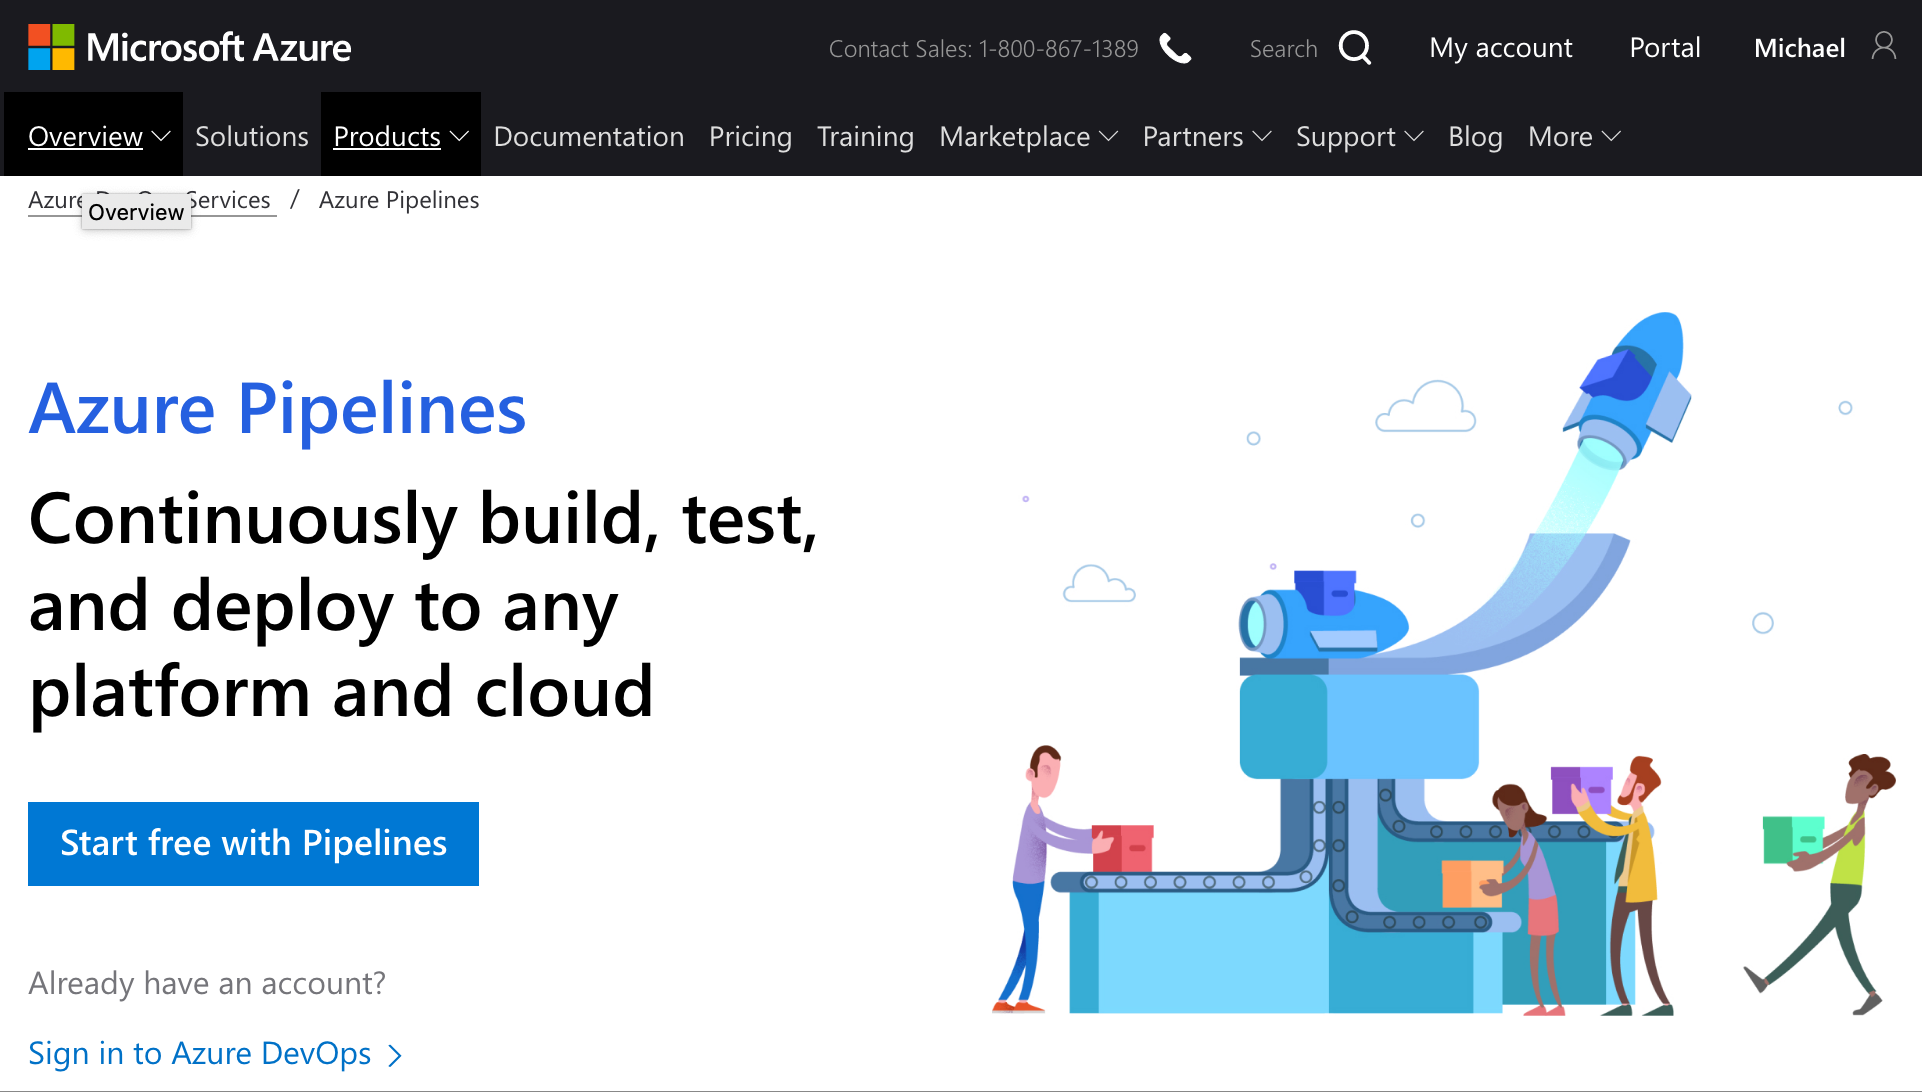 Microsoft Azure
Contact Sales: 1-800-867-1389 Search My account Portal Michael
Overview Solutions Products Documentation Pricing Training Marketplace Partners Support Blog More
Azure Services / Azure Pipelines
Overview
Azure Pipelines
Continuously build, test,
and deploy to any
platform and cloud
Start free with Pipelines
Already have an account?
Sign in to Azure DevOps